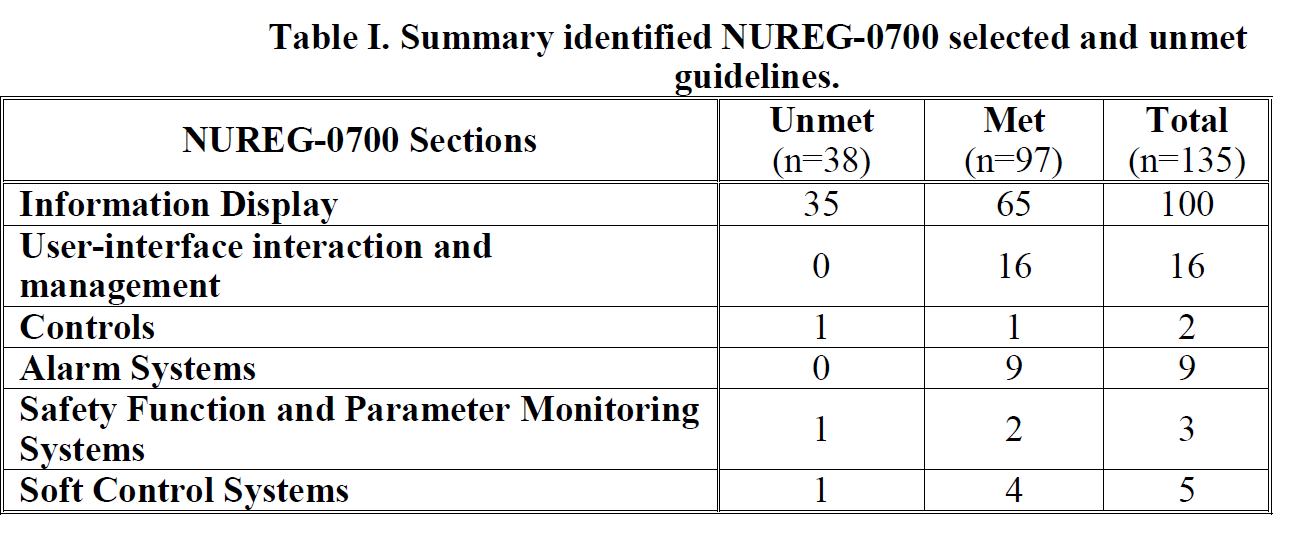 Table I. Summary identified NUREG-0700 selected and unmet
guidelines.
NUREG-0700 Sections Unmet Met Total
(n=38) (n=97) (n=135)
Information Display 35 65 100
User-interface interaction and
management 0 16 16
Controls 1 1 2
Alarm Systems 0 9 9
Safety Function and Parameter Monitoring
Systems 1 2 3
Soft Control Systems 1 4 5